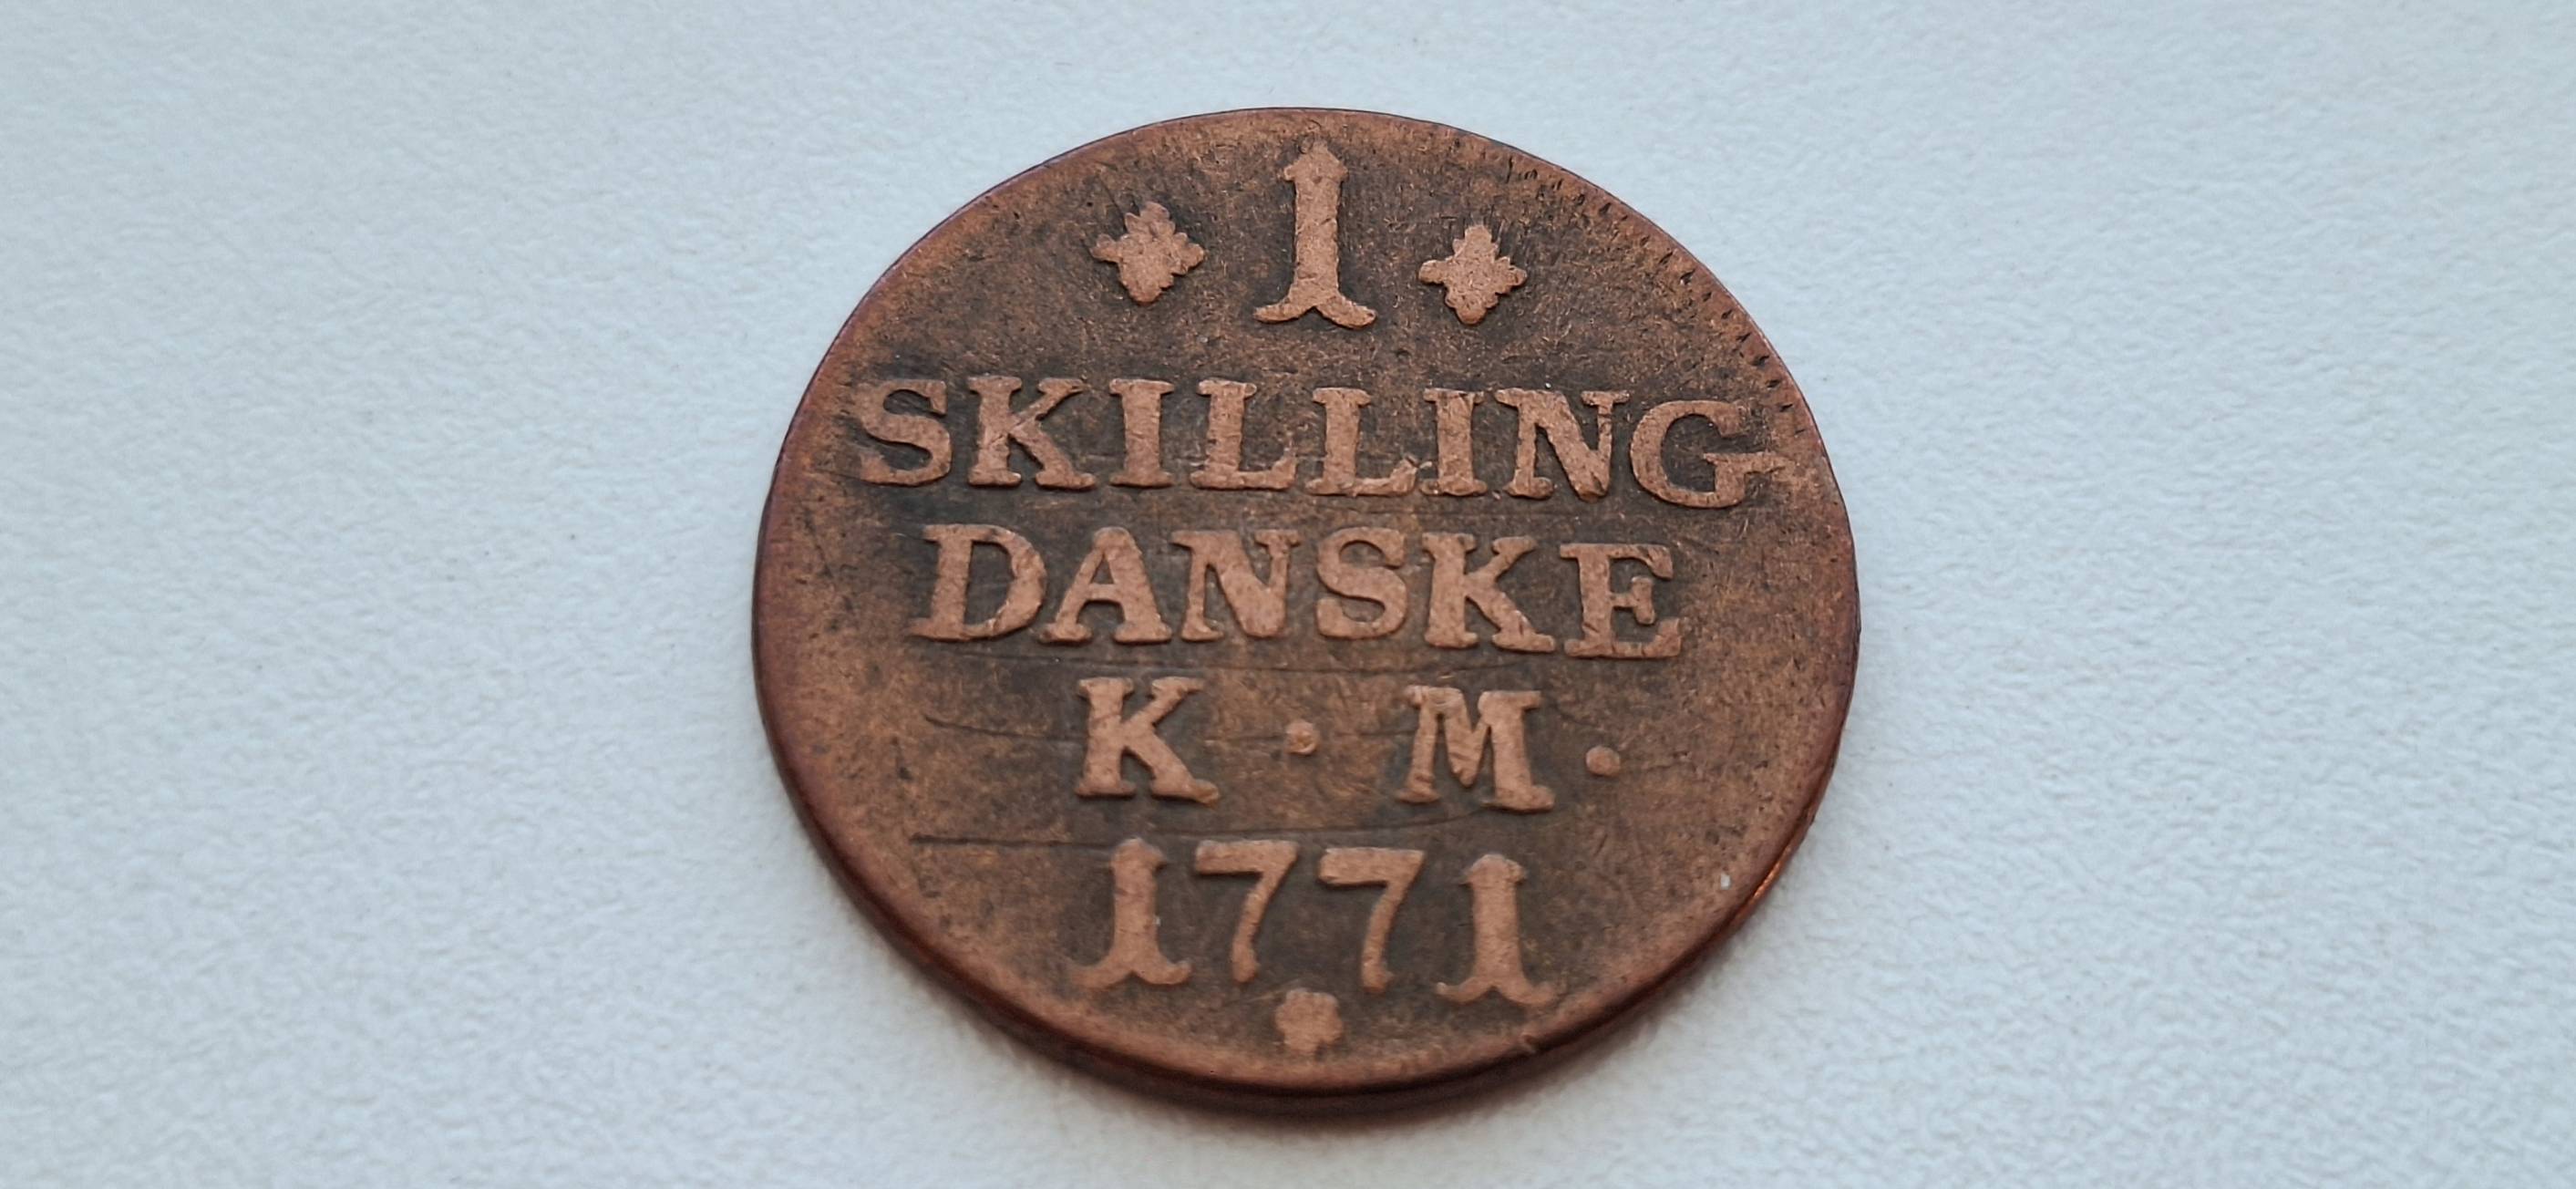 1
SKILLING
DANSKE
K · M ·
1771